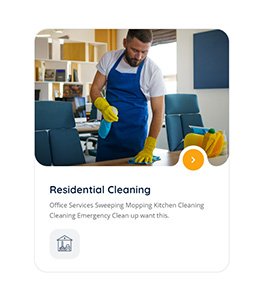 Residential Cleaning
Office Services Sweeping Mopping Kitchen Cleaning
Cleaning Emergency Clean up want this.